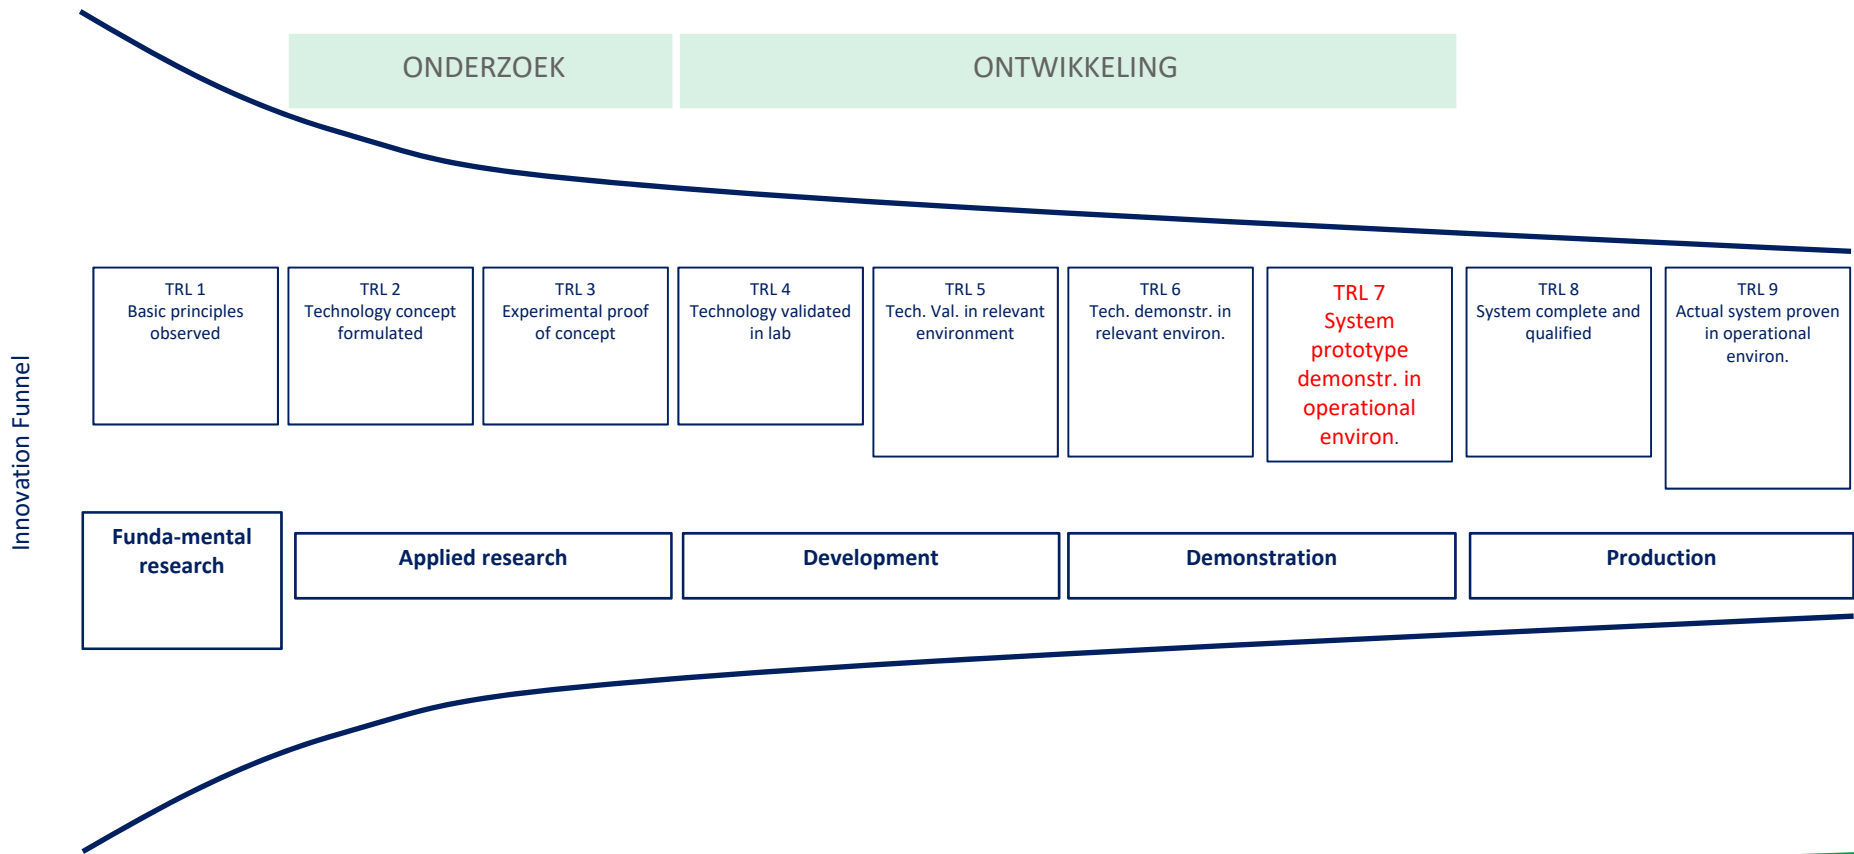 ONDERZOEK
ONTWIKKELING
Innovation Funnel
TRL 1
Basic principles
observed
TRL 2
Technology concept
formulated
TRL 3
Experimental proof
of concept
TRL 4
Technology validated
in lab
TRL 5
Tech. Val. in relevant
environment
TRL 6
Tech. demonstr. in
relevant environ.
TRL 7
System
prototype
demonstr. in
operational
environ.
TRL 8
System complete and
qualified
TRL 9
Actual system proven
in operational
environ.
Funda-mental
research
Applied research
Development
Demonstration
Production